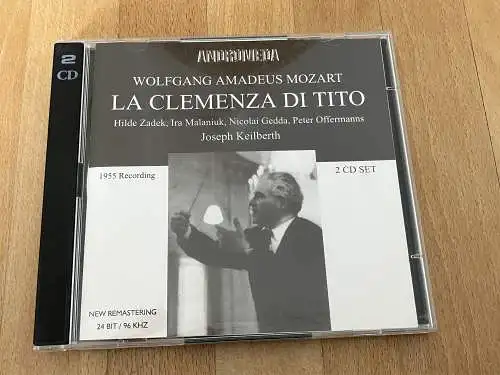 2
CD
ANDROMEDA
WOLFGANG AMADEUS MOZART
LA CLEMENZA DI TITO
Hilde Zadek, Ira Malaniuk, Nicolai Gedda, Peter Offermanns
Joseph Keilberth
1955 Recording
2 CD SET
NEW REMASTERING
24 BIT / 96 KHZ